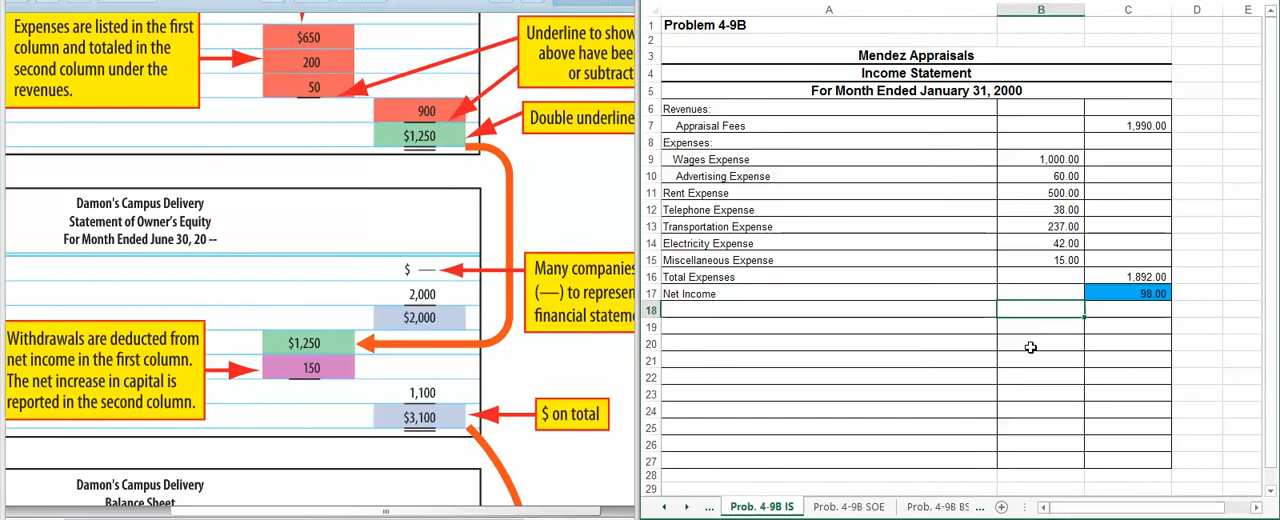 Expenses are listed in the first
column and totaled in the
second column under the
revenues.
$650
200
50
900
$1,250
Underline to show
above have bee
or subtract
Double underline
Damon's Campus Delivery
Statement of Owner's Equity
For Month Ended June 30, 20 --
$ —
2,000
$2,000
Many companies
(—) to represen
financial statem
Withdrawals are deducted from
net income in the first column.
The net increase in capital is
reported in the second column.
$1,250
150
1,100
$3,100
$ on total
Damon's Campus Delivery
Balance Sheet
A B C D E
1 Problem 4-9B
2
3 Mendez Appraisals
4 Income Statement
5 For Month Ended January 31, 2000
6 Revenues:
7 Appraisal Fees 1,990.00
8 Expenses:
9 Wages Expense 1,000.00
10 Advertising Expense 60.00
11 Rent Expense 500.00
12 Telephone Expense 38.00
13 Transportation Expense 237.00
14 Electricity Expense 42.00
15 Miscellaneous Expense 15.00
16 Total Expenses 1,892.00
17 Net Income 98.00
18
19
20
21
22
23
24
25
26
27
28
29
... Prob. 4-9B IS Prob. 4-9B SOE Prob. 4-9B BS ...